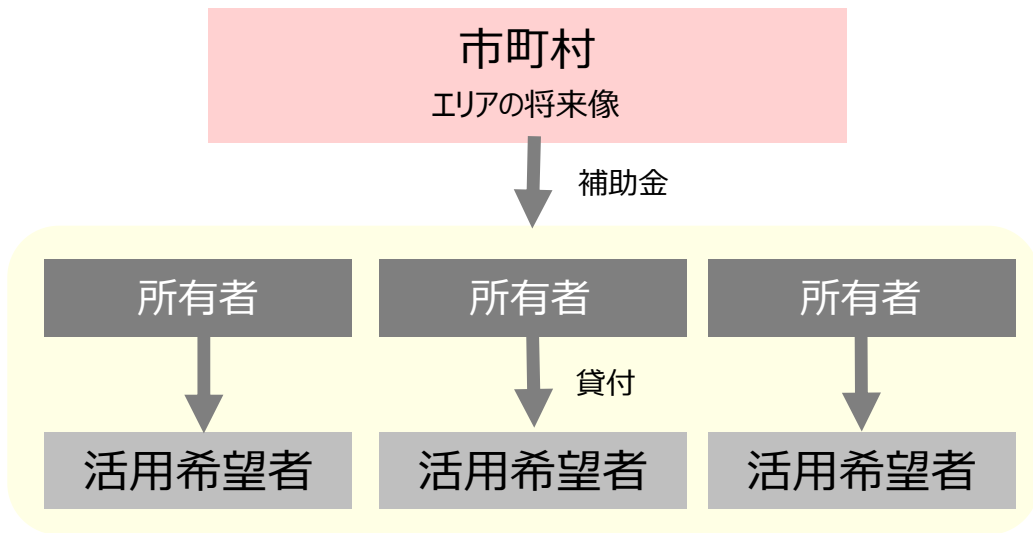 市町村
エリアの将来像
補助金
所有者
所有者
所有者
貸付
活用希望者
活用希望者
活用希望者